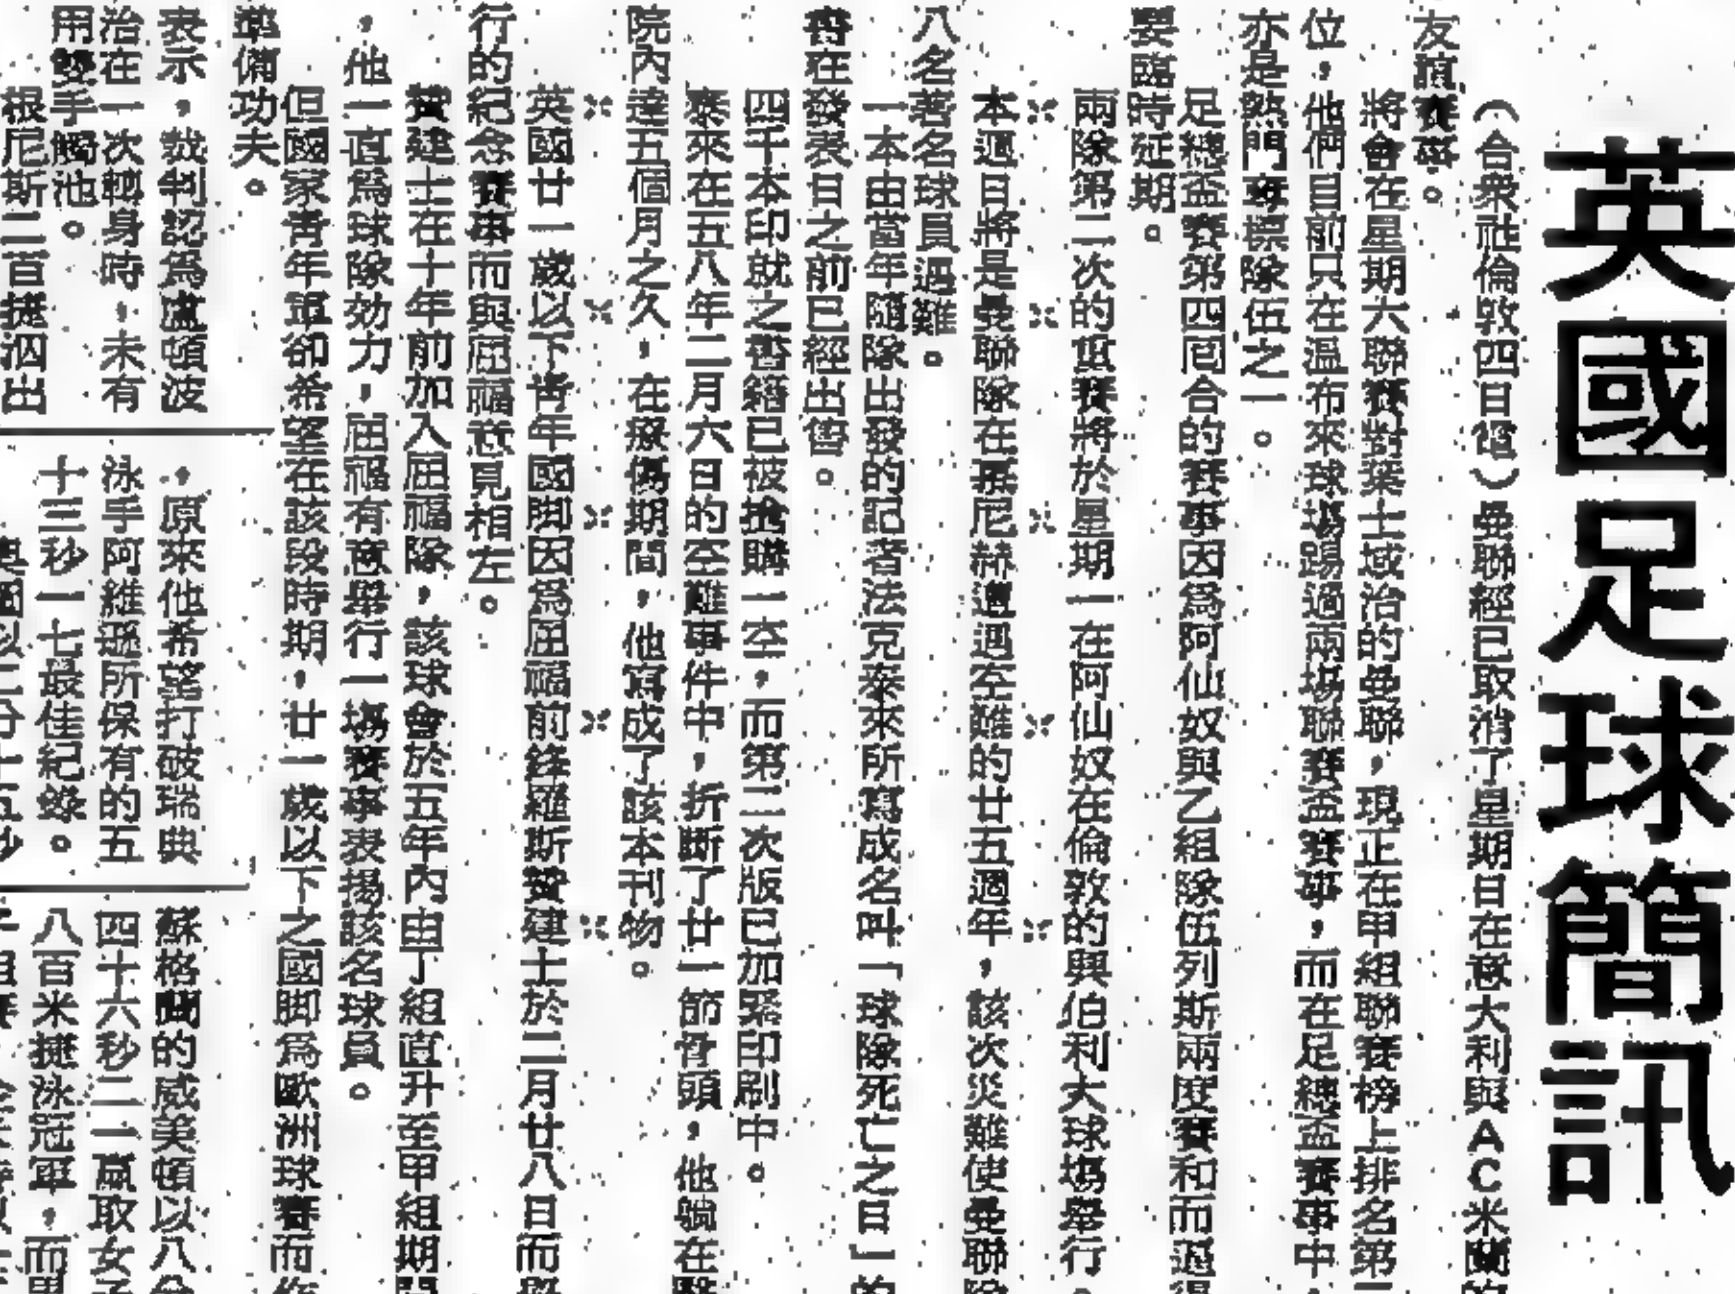 英國足球簡訊
（合衆社倫敦四日電）曼聯經已取消了星期日在意大利與AC米蘭的
友誼賽事。
將會在星期六聯賽對葉士域治的曼聯，現正在甲組聯賽榜上排名第二
位，他們目前只在溫布來球場踢過兩場聯賽盃賽事，而在足總盃賽事中，
亦是熱門奪標隊伍之一。
足總盃賽第四圓合的賽事因爲阿仙奴與乙組隊伍列斯兩度賽和而逼得
要臨時延期。
兩隊第二次的重賽將於星期一在阿仙奴在倫敦的與伯利大球場舉行。
本週日將是曼聯隊在慕尼赫遭遇空難的廿五週年，該次災難使曼聯隊
八名著名球員遇難。
一本由當年隨隊出發的記者法克泰來所寫成名叫「球隊死亡之日」的
書在發表日之前已經出售。
四千本印就之書籍已被搶購一空，而第二次版已加緊印刷中。
泰來在五八年二月六日的空難事件中，折斷了廿一節骨頭，他躺在醫
院內達五個月之久，在療傷期間，他寫成了該本刊物。
英國廿一歲以下青年國脚因爲屈福前鋒羅斯贊建士於二月廿八日而舉
行的紀念賽事而與屈福意見相左。
贊建士在十年前加入屈福隊，該球會於五年內由丁組直升至甲組期間
，他一直爲球隊効力，屈福有意舉行一場賽事表揚該名球員。
但國家青年軍卻希望在該段時期，廿一歲以下之國脚爲歐洲球賽而作
準備功夫。
表示，裁判認爲盧頓波
治在一次轉身時，未有
用雙手觸池。
根尼斯二百捷泅出
，原來他希望打破瑞典
泳手阿維遜所保有的五
十三秒一七最佳紀錄。
蘇格蘭的威美頓以八分
四十六秒二一贏取女子
八百米捷泳冠軍，而男